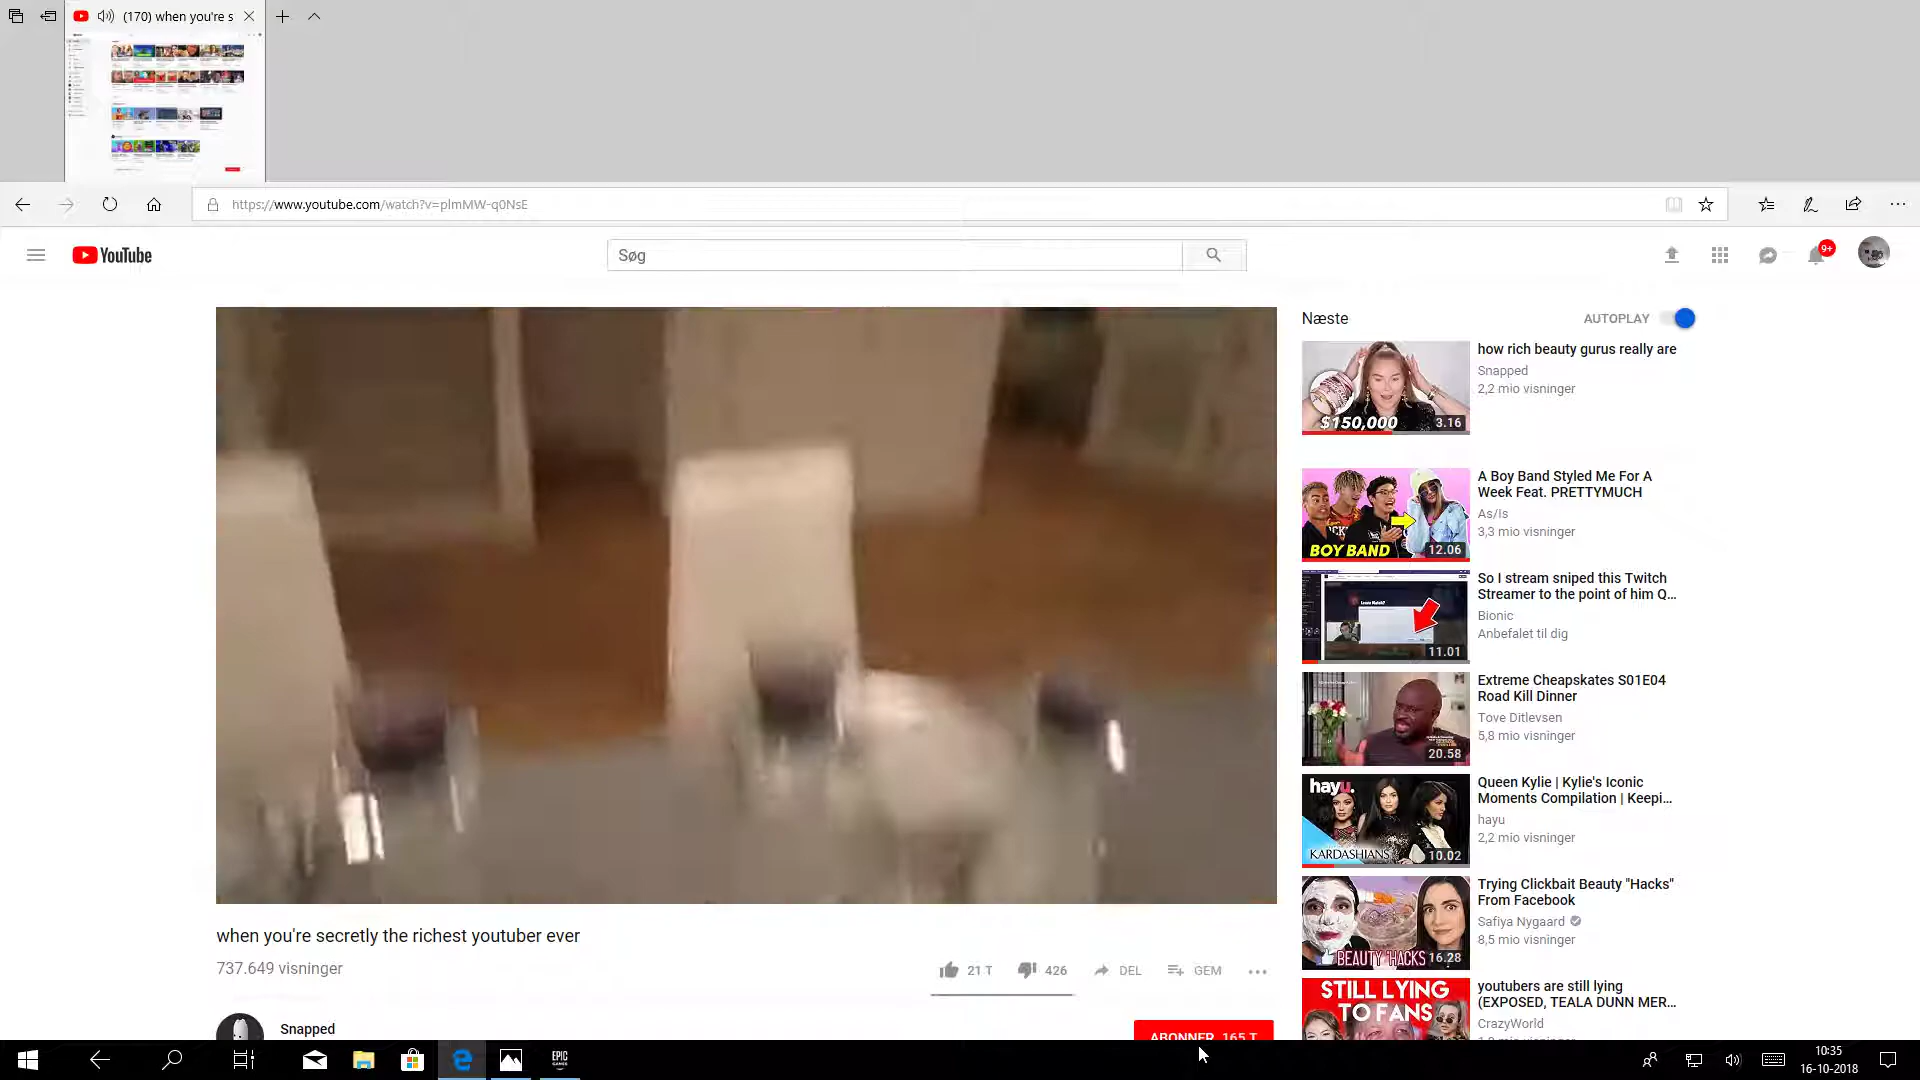 (170) when you're s
https://www.youtube.com/watch?v=plmMW-q0NsE
YouTube
Søg
9+
Næste
AUTOPLAY
how rich beauty gurus really are
Snapped
2,2 mio visninger
$150,000
3.16
A Boy Band Styled Me For A
Week Feat. PRETTYMUCH
As/Is
3,3 mio visninger
BOY BAND
12.06
So I stream sniped this Twitch
Streamer to the point of him Q...
Bionic
Anbefalet til dig
11.01
Extreme Cheapskates S01E04
Road Kill Dinner
Tove Ditlevsen
5,8 mio visninger
20.58
Queen Kylie | Kylie's Iconic
Moments Compilation | Keepi...
hayu
2,2 mio visninger
hayu.
KARDASHIANS
10.02
Trying Clickbait Beauty "Hacks"
From Facebook
Safiya Nygaard
8,5 mio visninger
BEAUTY "HACKS"
16.28
youtubers are still lying
(EXPOSED, TEALA DUNN MER...
CrazyWorld
STILL LYING
TO FANS
when you're secretly the richest youtuber ever
737.649 visninger
21 T
426
DEL
GEM
Snapped
ABONNER 165 T
EPIC
GAMES
10:35
16-10-2018